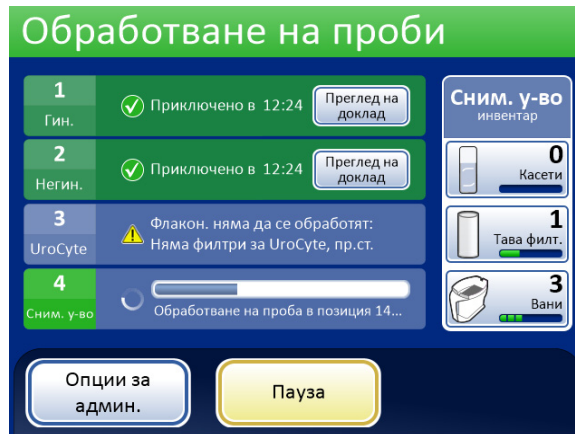 Обработване на проби
1
Гин.
Приключено в 12:24
Преглед на
доклад
2
Негин.
Приключено в 12:24
Преглед на
доклад
3
UroCyte
Флакон. няма да се обработят:
Няма филтри за UroCyte, пр.ст.
4
Сним. у-во
Обработване на проба в позиция 14...
Сним. у-во
инвентар
0
Касети
1
Тава филт.
3
Вани
Опции за
админ.
Пауза